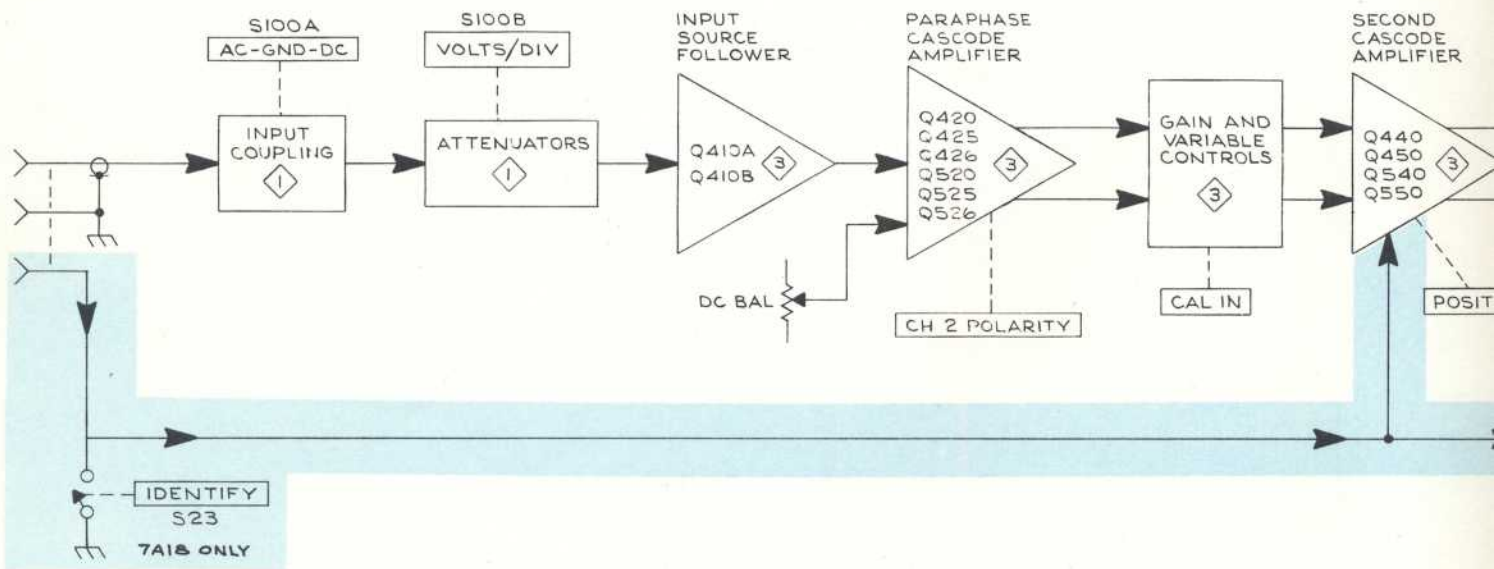 S100A
AC-GND-DC
INPUT
COUPLING
1
S100B
VOLTS/DIV
ATTENUATORS
1
INPUT
SOURCE
FOLLOWER
Q410A
Q410B
3
PARAPHASE
CASCODE
AMPLIFIER
Q420
Q425
Q426
Q520
Q525
Q526
3
DC BAL
CH 2 POLARITY
GAIN AND
VARIABLE
CONTROLS
3
CAL IN
SECOND
CASCODE
AMPLIFIER
Q440
Q450
Q540
Q550
3
POSIT
IDENTIFY
S23
7A18 ONLY